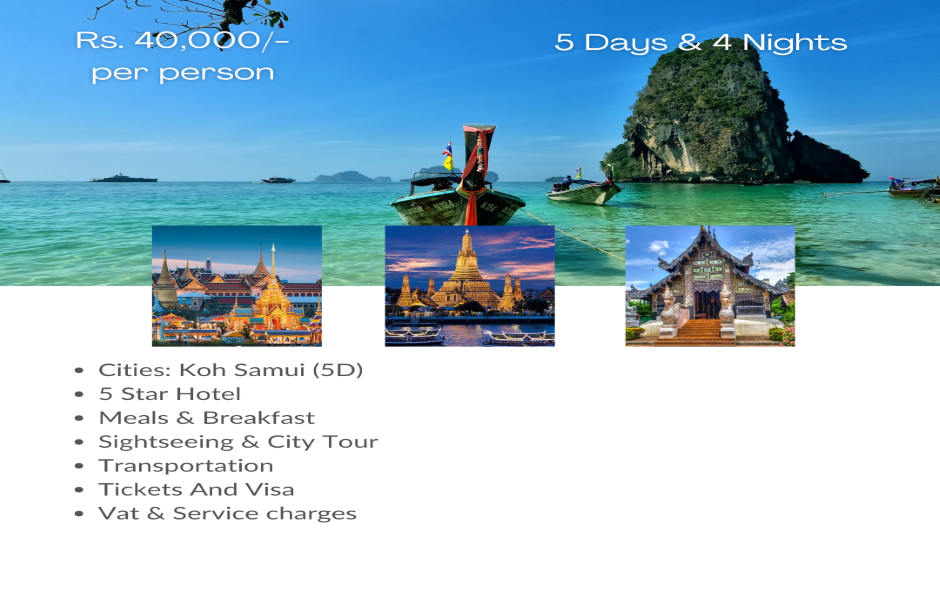 Rs. 40,000/-
per person
5 Days & 4 Nights
Cities: Koh Samui (5D)
5 Star Hotel
Meals & Breakfast
Sightseeing & City Tour
Transportation
Tickets And Visa
Vat & Service charges